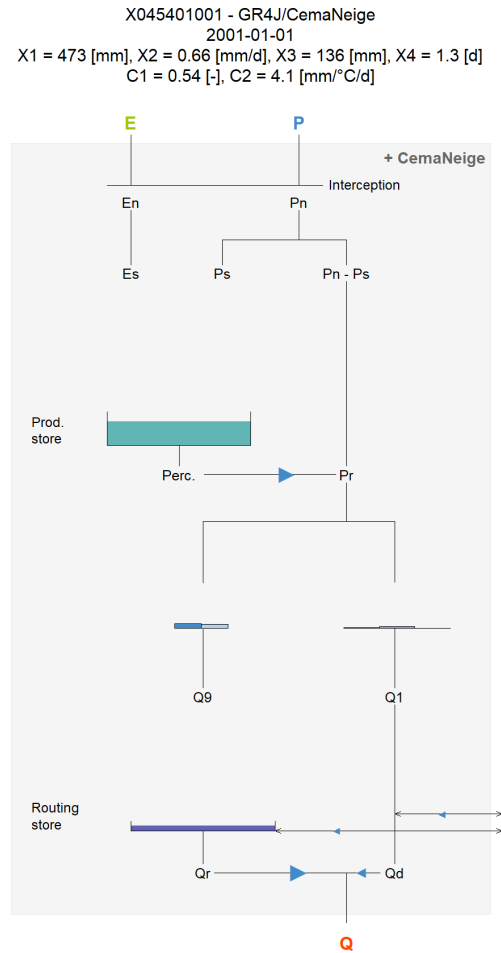 X045401001 - GR4J/CemaNeige
2001-01-01
X1 = 473 [mm], X2 = 0.66 [mm/d], X3 = 136 [mm], X4 = 1.3 [d]
C1 = 0.54 [-], C2 = 4.1 [mm/°C/d]
E P
+ CemaNeige
Interception
En Pn
Es Ps Pn - Ps
Prod.
store
Perc. Pr
Q9 Q1
Routing
store
Qr Qd
Q